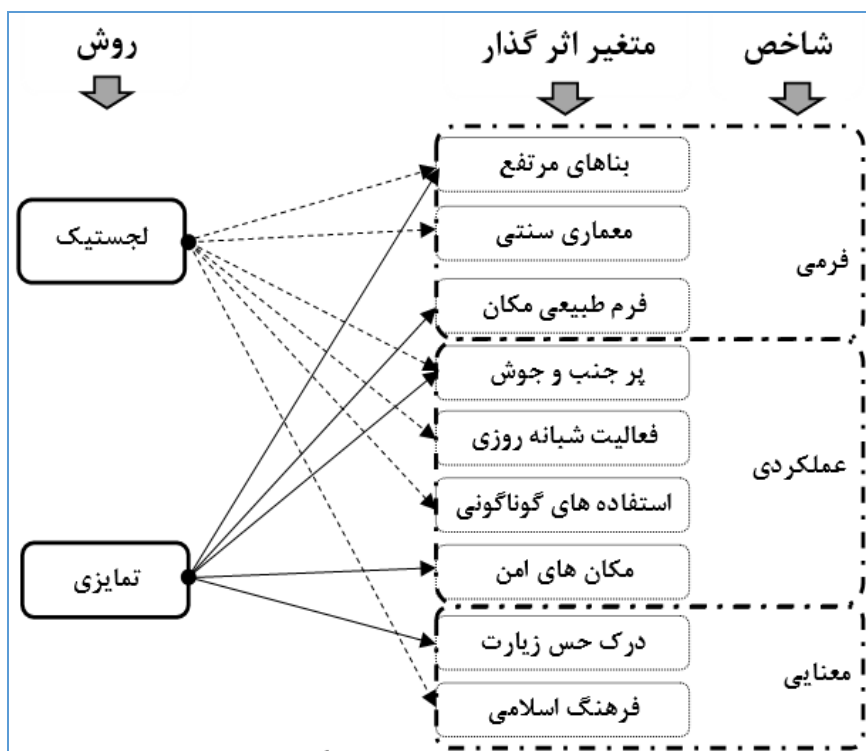 شاخص
متغیر اثر گذار
روش
فرمی
بناهای مرتفع
معماری سنتی
فرم طبیعی مکان
عملکردی
پر جنب و جوش
فعالیت شبانه روزی
استفاده های گوناگونی
مکان های امن
معنایی
درک حس زیارت
فرهنگ اسلامی
لجستیک
تمایزی